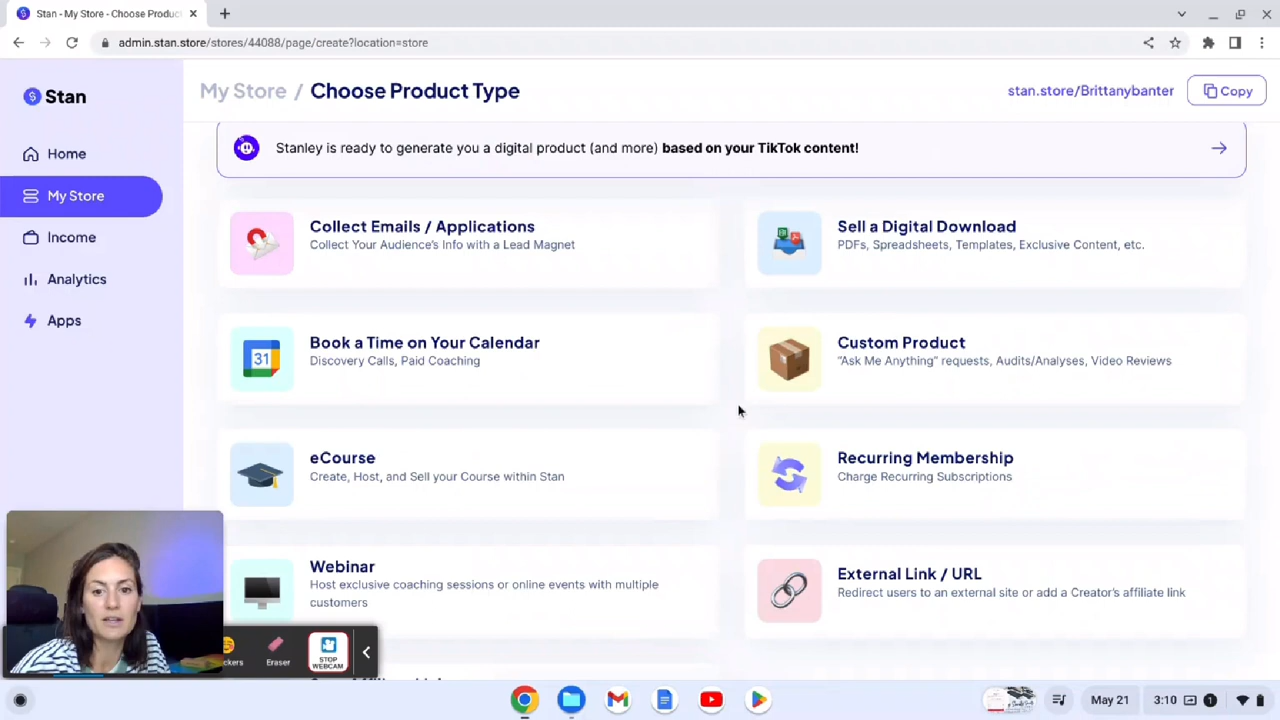 Stan - My Store - Choose Product
admin.stan.store/stores/44088/page/create?location=store
Stan
My Store / Choose Product Type
stan.store/Brittanybanter
Copy
Home
My Store
Income
Analytics
Apps
Stanley is ready to generate you a digital product (and more) based on your TikTok content!
Collect Emails / Applications
Collect Your Audience's Info with a Lead Magnet
Sell a Digital Download
PDFs, Spreadsheets, Templates, Exclusive Content, etc.
Book a Time on Your Calendar
Discovery Calls, Paid Coaching
31
Custom Product
"Ask Me Anything" requests, Audits/Analyses, Video Reviews
eCourse
Create, Host, and Sell your Course within Stan
Recurring Membership
Charge Recurring Subscriptions
Webinar
Host exclusive coaching sessions or online events with multiple
customers
External Link / URL
Redirect users to an external site or add a Creator's affiliate link
ckers
Eraser
STOP
WEBCAM
May 21
3:10
1